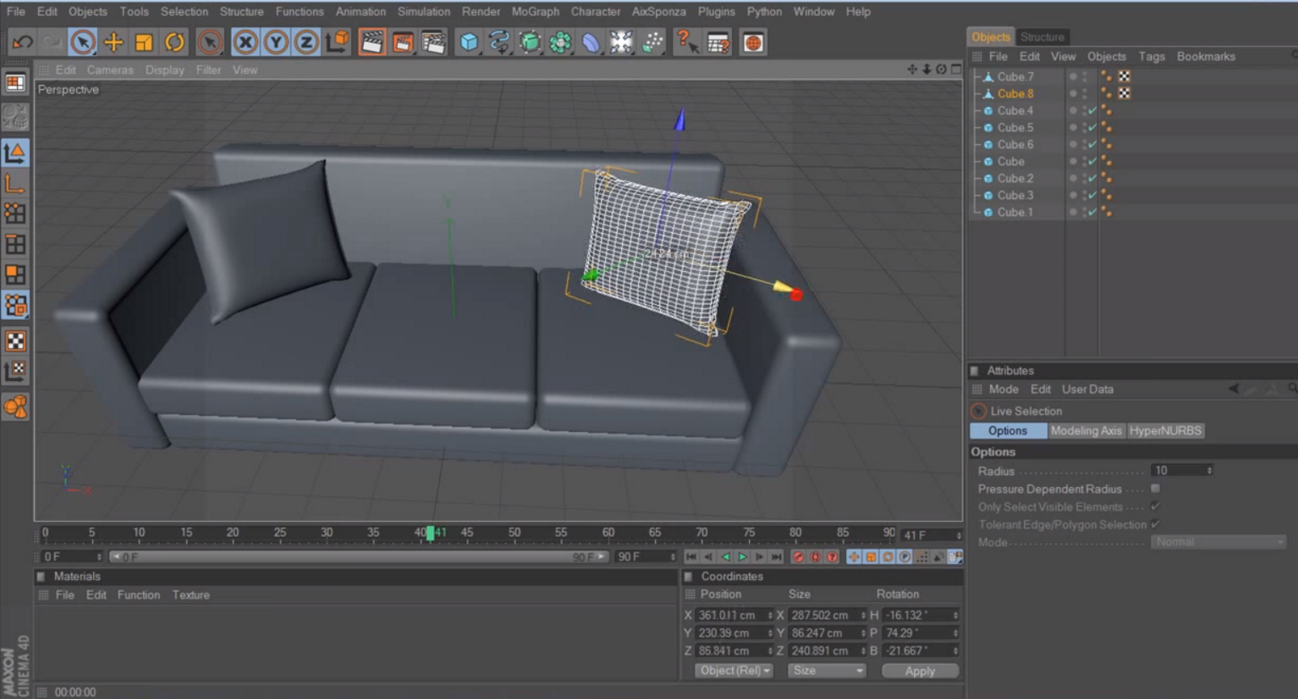 File Edit Objects Tools Selection Structure Functions Animation Simulation Render MoGraph Character AixSponza Plugins Python Window Help
X Y Z
Objects Structure
File Edit View Objects Tags Bookmarks
Edit Cameras Display Filter View
Perspective
Cube.7
Cube.8
Cube.4
Cube.5
Cube.6
Cube
Cube.2
Cube.3
Cube.1
Y
X
Attributes
Mode Edit User Data
Live Selection
Options Modeling Axis HyperNURBS
Options
Radius 10
Pressure Dependent Radius
Only Select Visible Elements
Tolerant Edge/Polygon Selection
Mode Normal
0 5 10 15 20 25 30 35 40 41 45 50 55 60 65 70 75 80 85 90 41 F
0 F 0 F 90 F 90 F
Materials
File Edit Function Texture
Coordinates
Position Size Rotation
X 361.011 cm X 287.502 cm H -16.132 °
Y 230.39 cm Y 86.247 cm P 74.29 °
Z 85.841 cm Z 240.891 cm B -21.667 °
Object (Rel) Size Apply
MAXON
CINEMA 4D
00:00:00